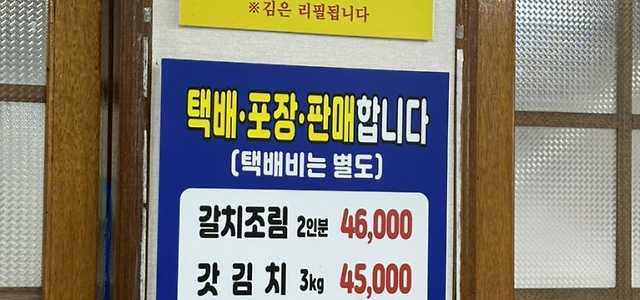 ※김은 리필됩니다
택배·포장·판매합니다
(택배비는 별도)
갈치조림 2인분 46,000
갓김치 3kg 45,000